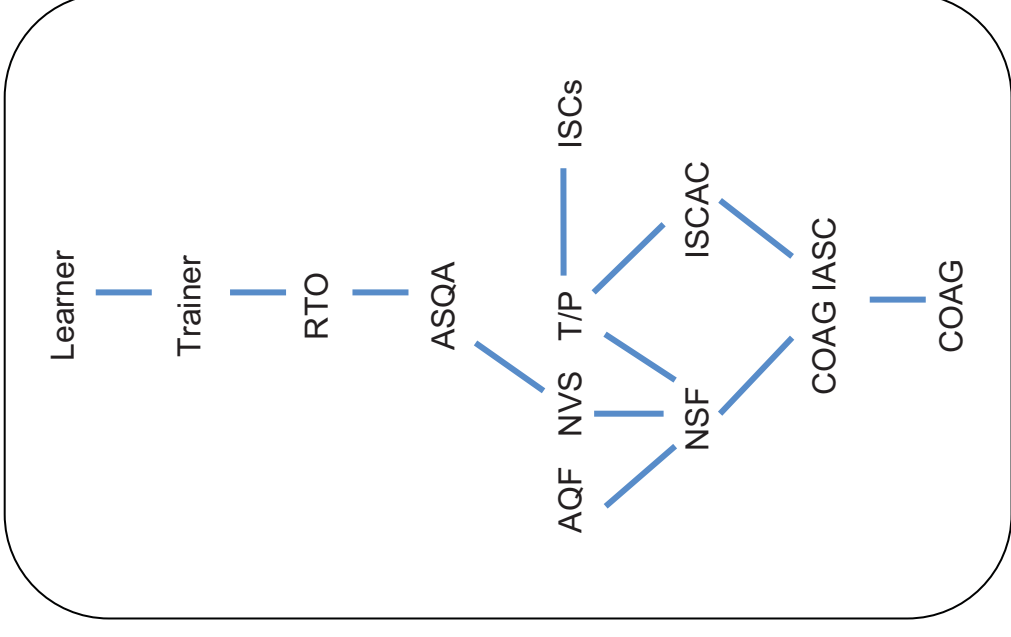 Learner
Trainer
RTO
ASQA
AQF NVS T/P ISCs
NSF ISCAC
COAG IASC
COAG